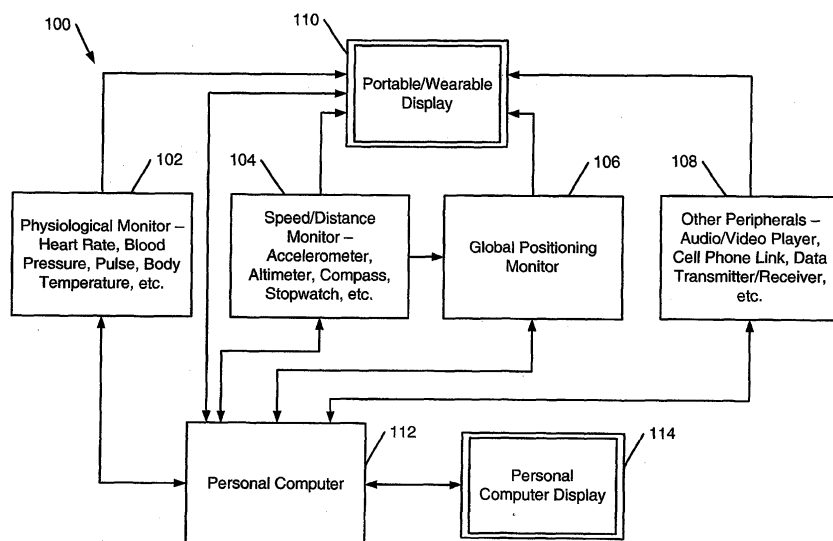 100
110
Portable/Wearable
Display
102
Physiological Monitor –
Heart Rate, Blood
Pressure, Pulse, Body
Temperature, etc.
104
Speed/Distance
Monitor –
Accelerometer,
Altimeter, Compass,
Stopwatch, etc.
106
Global Positioning
Monitor
108
Other Peripherals –
Audio/Video Player,
Cell Phone Link, Data
Transmitter/Receiver,
etc.
112
Personal Computer
114
Personal
Computer Display